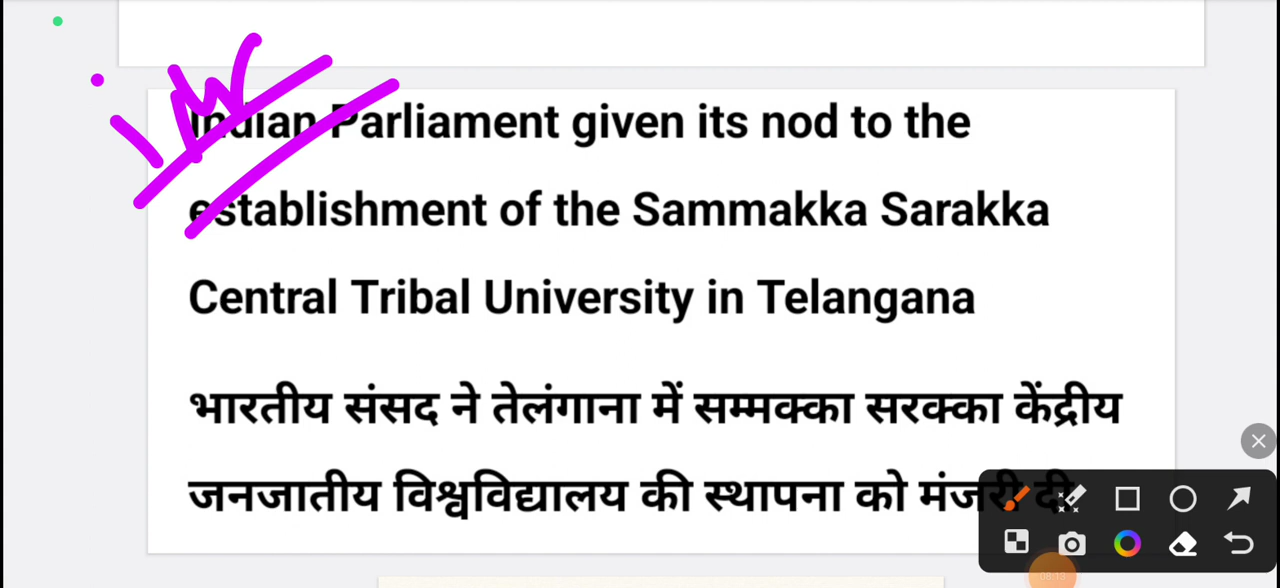 Indian Parliament given its nod to the
establishment of the Sammakka Sarakka
Central Tribal University in Telangana
भारतीय संसद ने तेलंगाना में सम्मक्का सरक्का केंद्रीय
जनजातीय विश्वविद्यालय की स्थापना को मंजरी दी